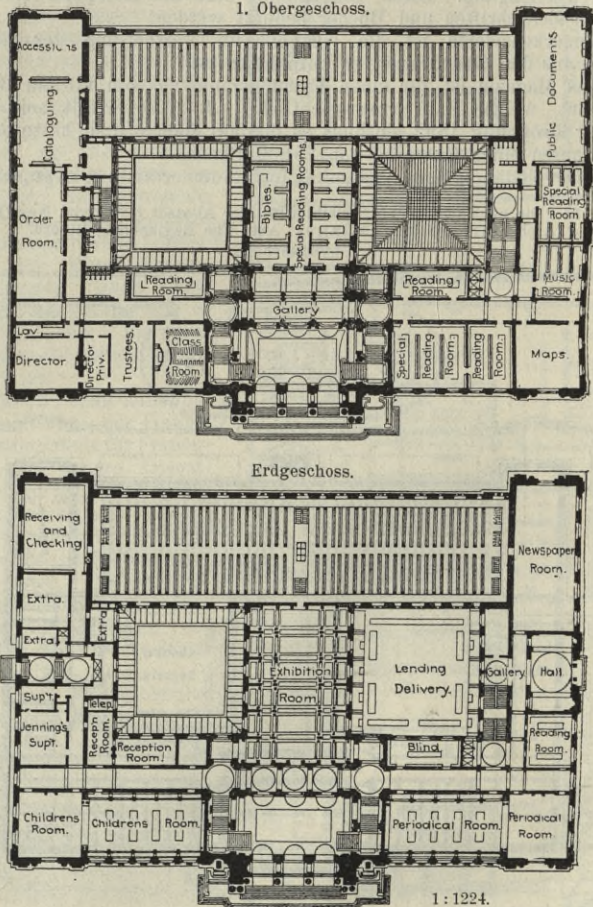 1. Obergeschoss.
Accessions
Cataloguing.
Order
Room.
Lav.
Director
Director
Priv.
Trustees.
Class
Room
Reading
Room.
Bibles.
Special Reading Rooms.
Gallery
Reading
Room.
Special
Reading
Room.
Reading
Room.
Public Documents
Special
Reading
Room
Music
Room.
Maps.
Erdgeschoss.
Receiving
and
Checking
Extra.
Extra.
Extra
Sup't.
Jenning's
Supt.
Telep.
Recept'n
Room.
Reception
Room.
Childrens
Room.
Childrens Room.
Exhibition
Room
Lending
Delivery.
Blind
Gallery
Hall.
Newspaper
Room.
Reading
Room.
Periodical Room.
Periodical
Room.
1 : 1224.